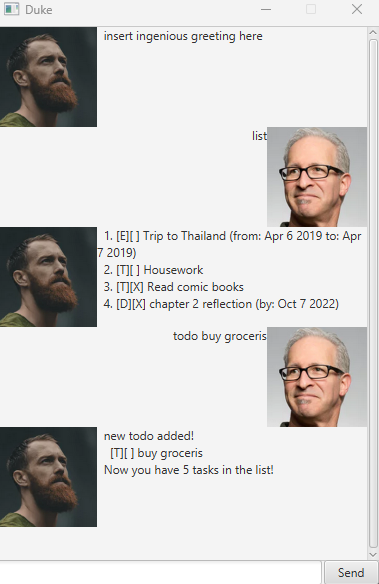 Duke
insert ingenious greeting here
list
1. [E][ ] Trip to Thailand (from: Apr 6 2019 to: Apr
7 2019)
2. [T][ ] Housework
3. [T][X] Read comic books
4. [D][X] chapter 2 reflection (by: Oct 7 2022)
todo buy groceris
new todo added!
[T][ ] buy groceris
Now you have 5 tasks in the list!
Send